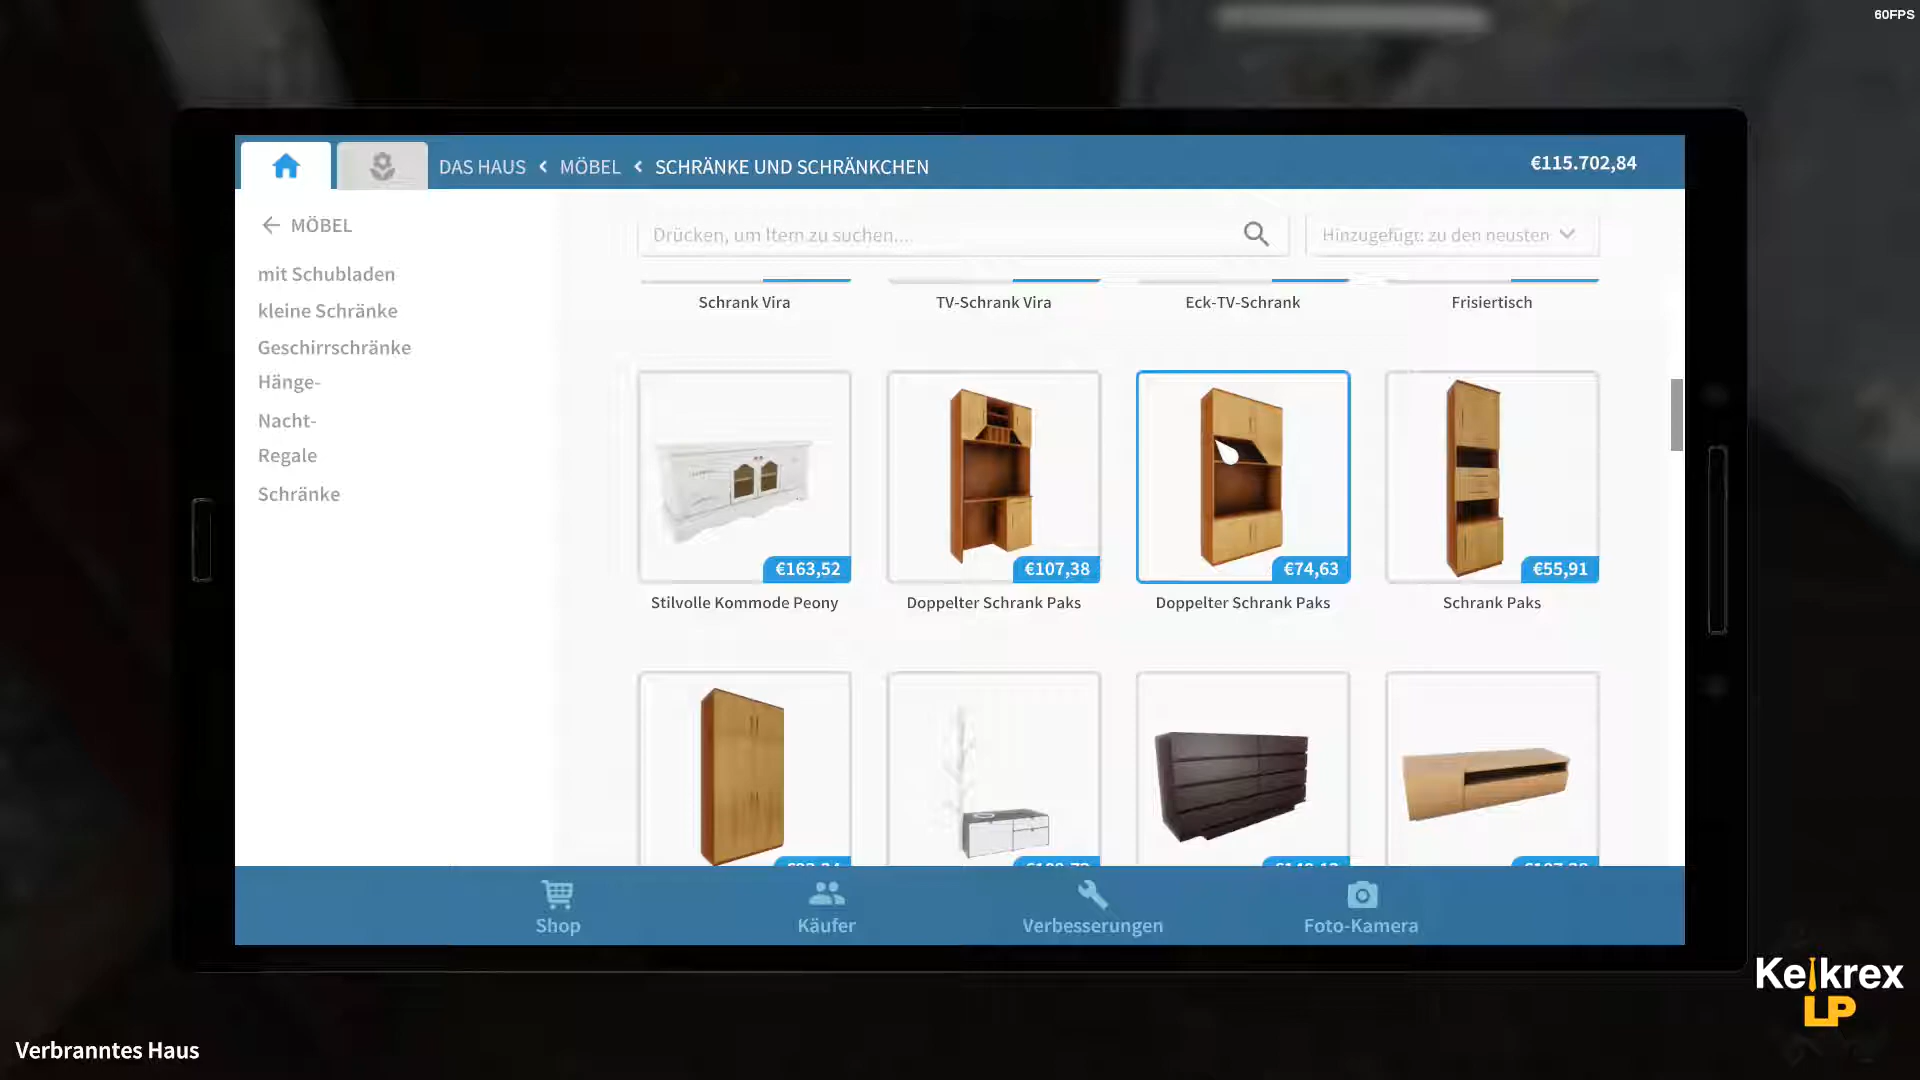 60FPS
DAS HAUS < MÖBEL < SCHRÄNKE UND SCHRÄNKCHEN
€115.702,84
MÖBEL
mit Schubladen
kleine Schränke
Geschirrschränke
Hänge-
Nacht-
Regale
Schränke
Drücken, um Item zu suchen....
Hinzugefügt: zu den neusten
Schrank Vira
TV-Schrank Vira
Eck-TV-Schrank
Frisiertisch
€163,52
€107,38
€74,63
€55,91
Stilvolle Kommode Peony
Doppelter Schrank Paks
Doppelter Schrank Paks
Schrank Paks
Shop
Käufer
Verbesserungen
Foto-Kamera
Keikrex
LP
Verbranntes Haus